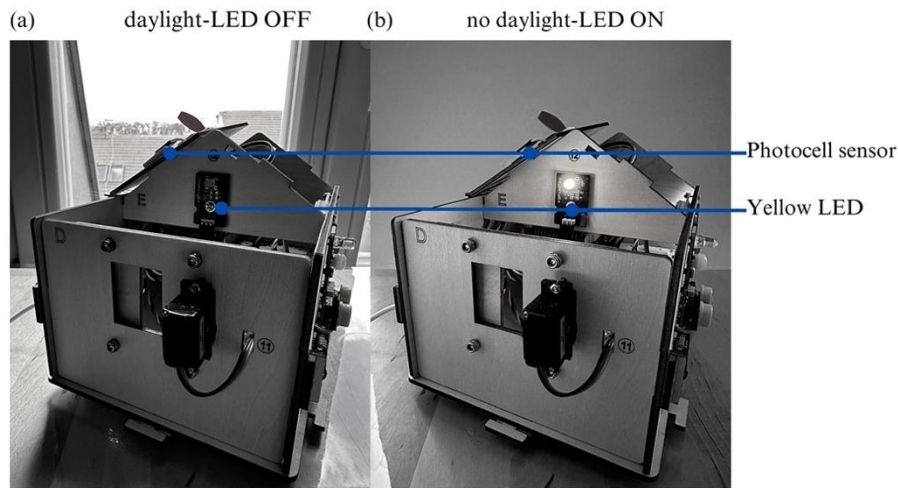 (a) daylight-LED OFF
(b) no daylight-LED ON
Photocell sensor
Yellow LED
12
E
D
11
12
E
D
11